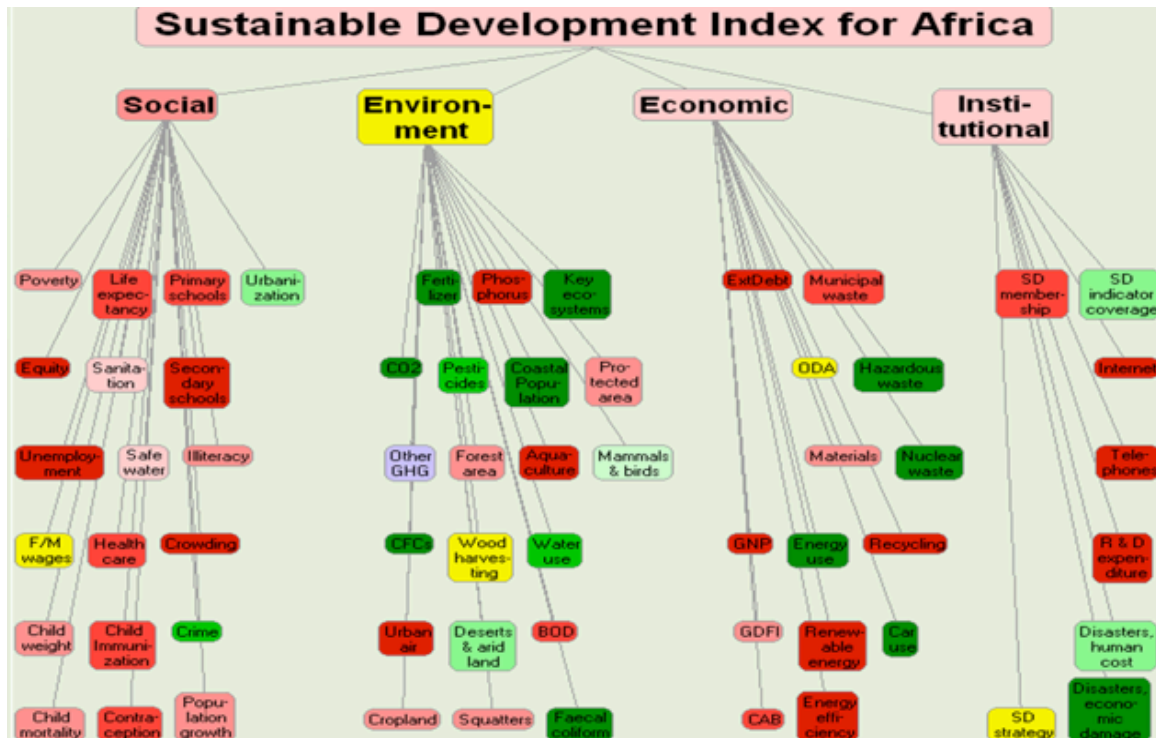 Sustainable Development Index for Africa
Social
Environ-
ment
Economic
Insti-
tutional
Poverty
Life
expec-
tancy
Primary
schools
Urbani-
zation
Ferti-
lizer
Phos-
phorus
Key
eco-
systems
ExtDebt
Municipal
waste
SD
member-
ship
SD
indicator
coverage
Equity
Sanita-
tion
Secon-
dary
schools
CO2
Pesti-
cides
Coastal
Popu-
lation
Pro-
tected
area
ODA
Hazardous
waste
Internet
Unemploy-
ment
Safe
water
Illiteracy
Other
GHG
Forest
area
Aqua-
culture
Mammals
& birds
Materials
Nuclear
waste
Tele-
phones
F/M
wages
Health
care
Crowding
CFCs
Wood
harves-
ting
Water
use
GNP
Energy
use
Recycling
R & D
expen-
diture
Child
weight
Child
Immuni-
zation
Crime
Urban
air
Deserts
& arid
land
BOD
GDFI
Renew-
able
energy
Car
use
Disasters,
human
cost
Child
mortality
Contra-
ception
Popu-
lation
growth
Cropland
Squatters
Faecal
coliform
CAB
Energy
effi-
ciency
SD
strategy
Disasters,
econo-
mic
damage